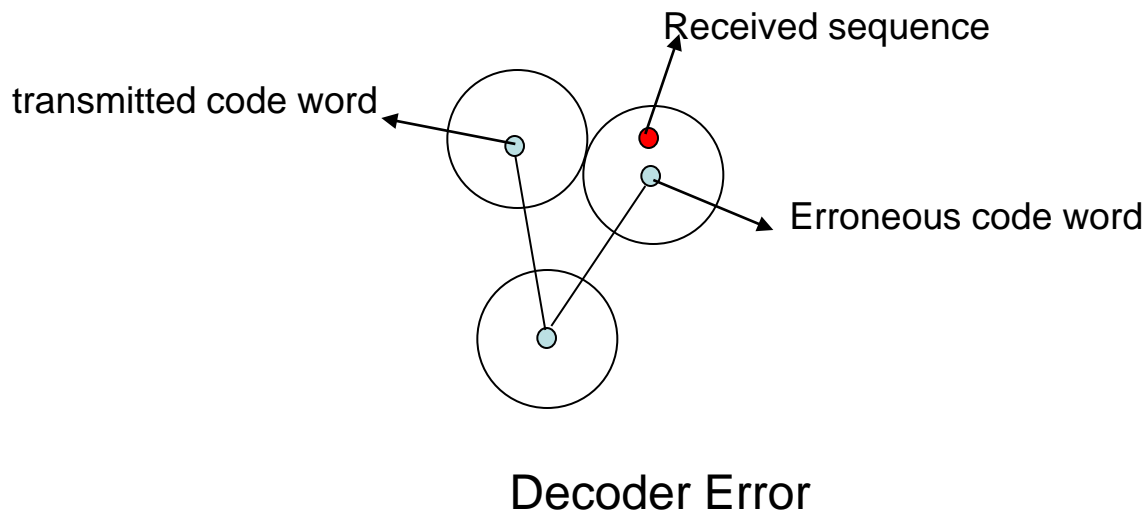 Received sequence
transmitted code word
Erroneous code word
Decoder Error